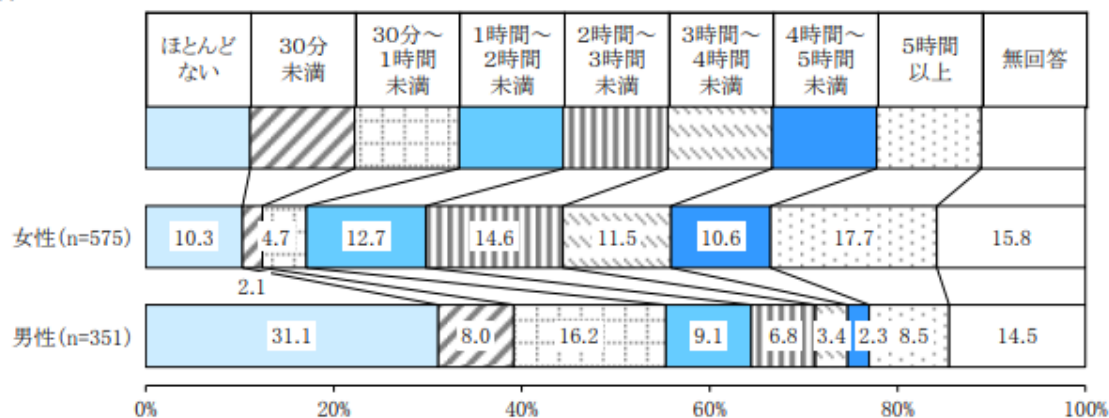 ほとんど
ない
30分
未満
30分～
1時間
未満
1時間～
2時間
未満
2時間～
3時間
未満
3時間～
4時間
未満
4時間～
5時間
未満
5時間
以上
無回答
女性(n=575)
10.3
4.7
12.7
14.6
11.5
10.6
17.7
15.8
2.1
男性(n=351)
31.1
8.0
16.2
9.1
6.8
3.4
2.3
8.5
14.5
0%
20%
40%
60%
80%
100%